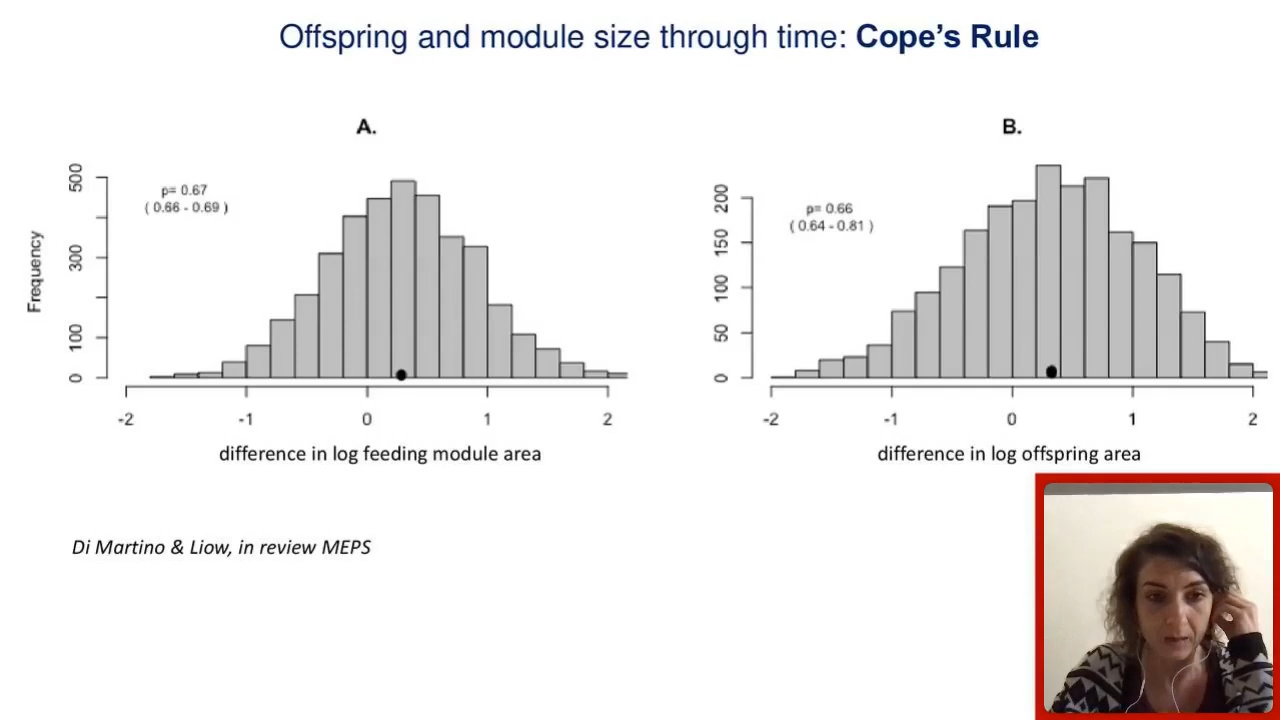 Offspring and module size through time: Cope's Rule
A.
p= 0.67
( 0.66 - 0.69 )
Frequency
500
300
100
0
-2 -1 0 1 2
difference in log feeding module area
B.
p= 0.66
( 0.64 - 0.81 )
200
150
100
50
0
-2 -1 0 1 2
difference in log offspring area
Di Martino & Liow, in review MEPS